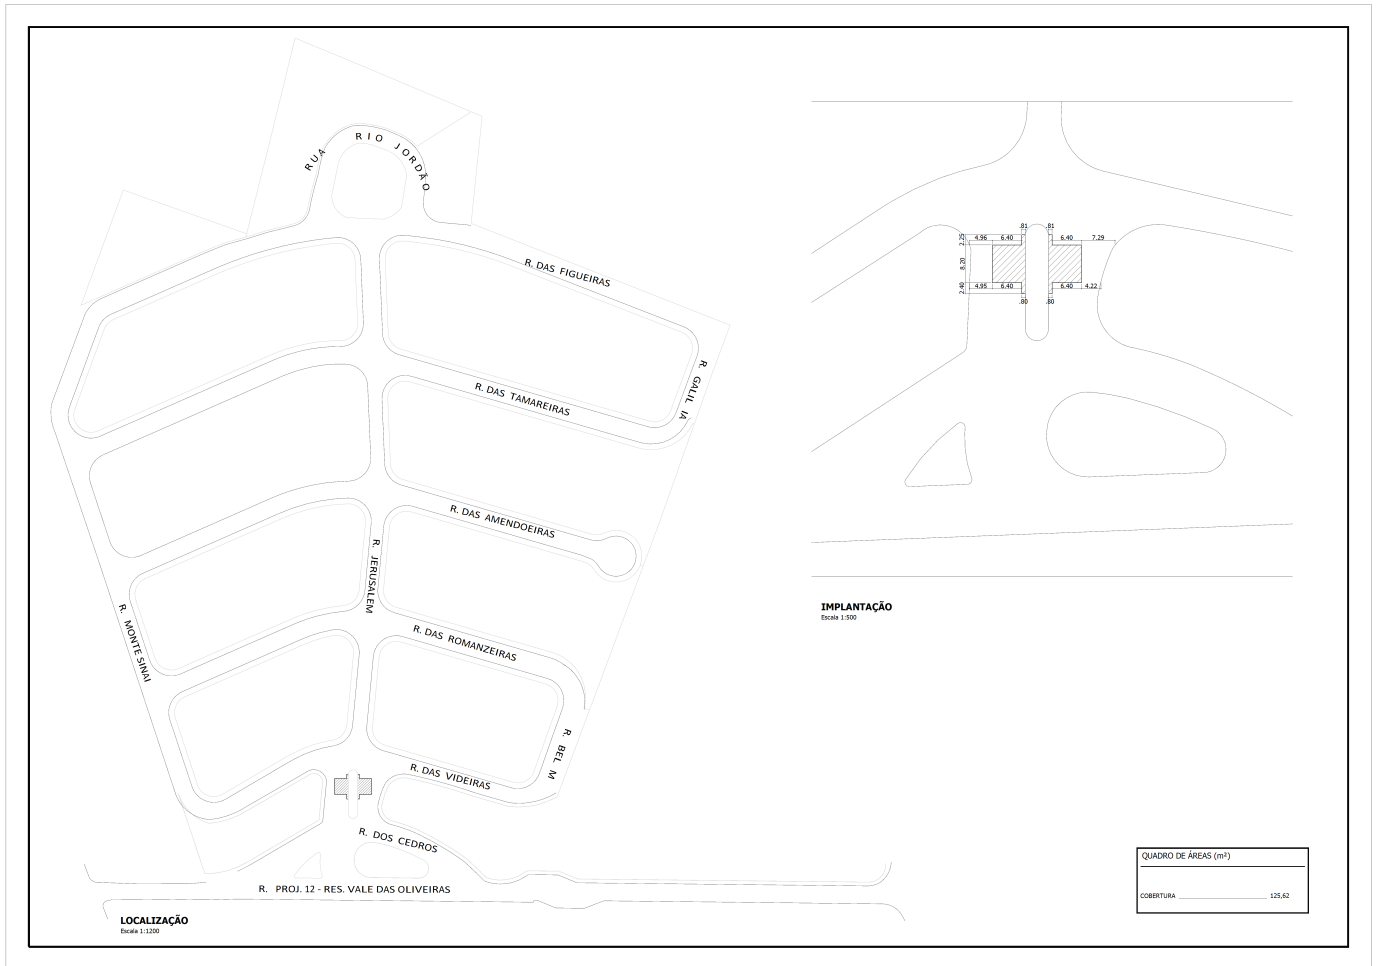 RUA RIO JORDÃO
R. DAS FIGUEIRAS
R. GALIL IA
R. DAS TAMAREIRAS
R. DAS AMENDOEIRAS
R. JERUSALEM
R. MONTE SINAI
R. DAS ROMANZEIRAS
R. BEL M
R. DAS VIDEIRAS
R. DOS CEDROS
R. PROJ. 12 - RES. VALE DAS OLIVEIRAS
LOCALIZAÇÃO
Escala 1:1200
.81 .81
2.25 4.96 6.40 6.40 7.29
8.20
2.40 4.95 6.40 6.40 4.22
.80 .80
IMPLANTAÇÃO
Escala 1:500
QUADRO DE ÁREAS (m²)
COBERTURA 125,62